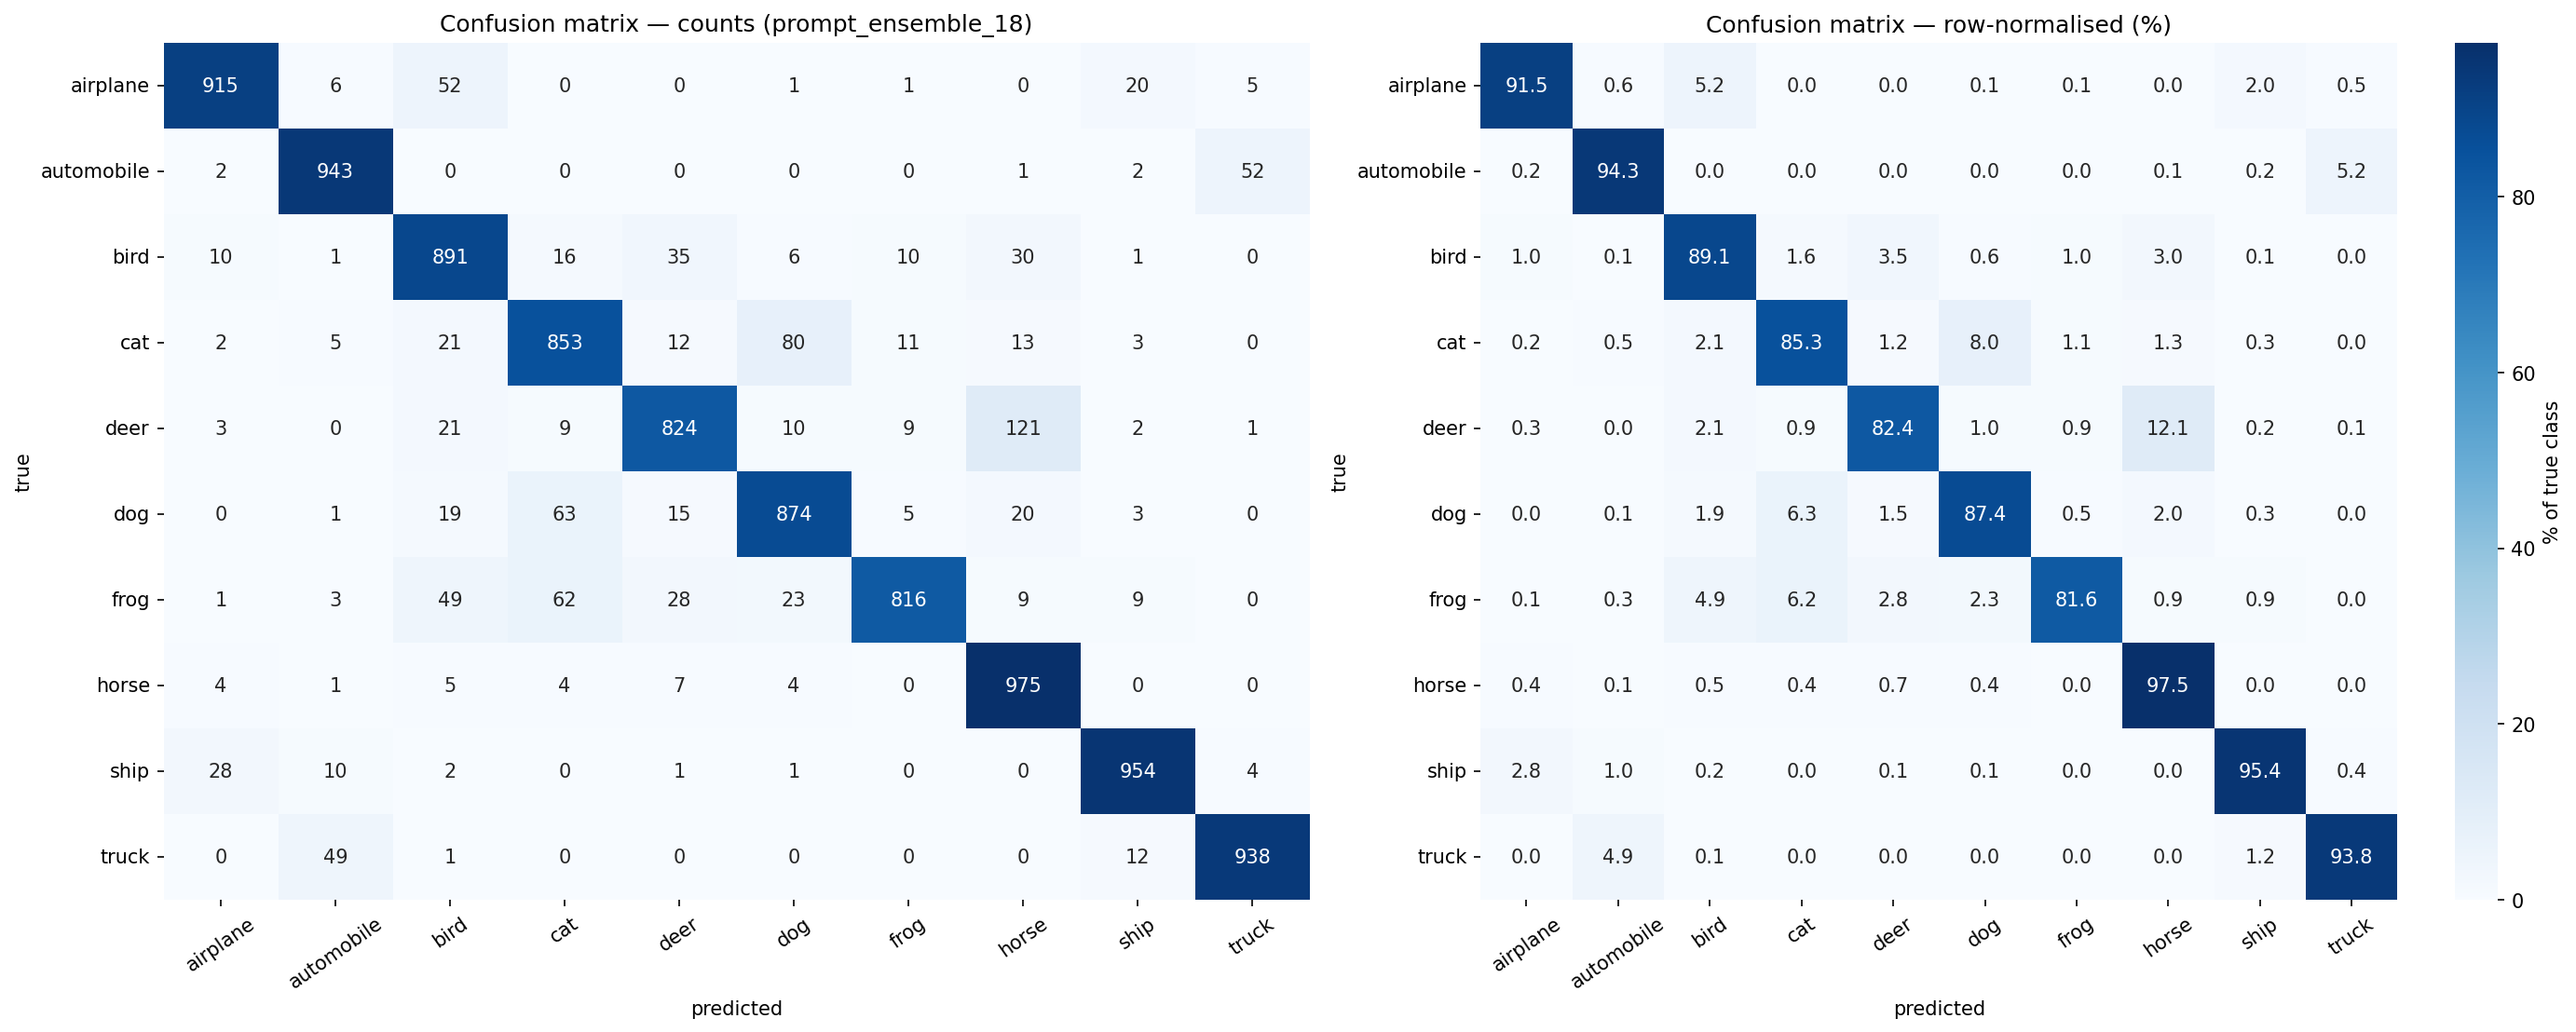 Confusion matrix — counts (prompt_ensemble_18)
true
airplane 915 6 52 0 0 1 1 0 20 5
automobile 2 943 0 0 0 0 0 1 2 52
bird 10 1 891 16 35 6 10 30 1 0
cat 2 5 21 853 12 80 11 13 3 0
deer 3 0 21 9 824 10 9 121 2 1
dog 0 1 19 63 15 874 5 20 3 0
frog 1 3 49 62 28 23 816 9 9 0
horse 4 1 5 4 7 4 0 975 0 0
ship 28 10 2 0 1 1 0 0 954 4
truck 0 49 1 0 0 0 0 0 12 938
airplane automobile bird cat deer dog frog horse ship truck
predicted
Confusion matrix — row-normalised (%)
true
airplane 91.5 0.6 5.2 0.0 0.0 0.1 0.1 0.0 2.0 0.5
automobile 0.2 94.3 0.0 0.0 0.0 0.0 0.0 0.1 0.2 5.2
bird 1.0 0.1 89.1 1.6 3.5 0.6 1.0 3.0 0.1 0.0
cat 0.2 0.5 2.1 85.3 1.2 8.0 1.1 1.3 0.3 0.0
deer 0.3 0.0 2.1 0.9 82.4 1.0 0.9 12.1 0.2 0.1
dog 0.0 0.1 1.9 6.3 1.5 87.4 0.5 2.0 0.3 0.0
frog 0.1 0.3 4.9 6.2 2.8 2.3 81.6 0.9 0.9 0.0
horse 0.4 0.1 0.5 0.4 0.7 0.4 0.0 97.5 0.0 0.0
ship 2.8 1.0 0.2 0.0 0.1 0.1 0.0 0.0 95.4 0.4
truck 0.0 4.9 0.1 0.0 0.0 0.0 0.0 0.0 1.2 93.8
airplane automobile bird cat deer dog frog horse ship truck
predicted
80
60
40
20
0
% of true class